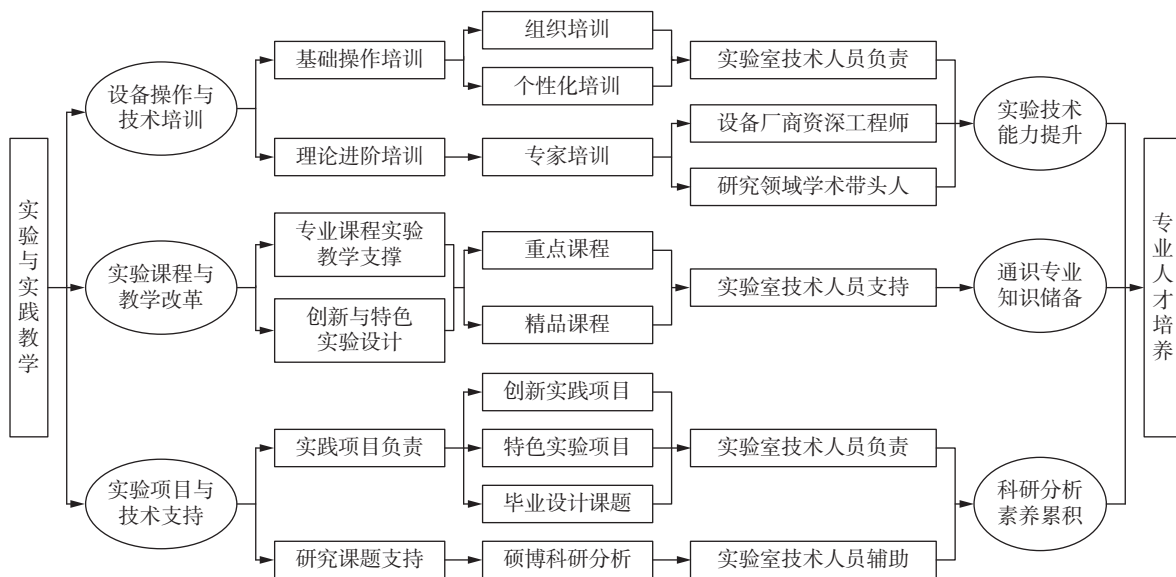 实验与实践教学
设备操作与
技术培训
基础操作培训
组织培训
个性化培训
实验室技术人员负责
理论进阶培训
专家培训
设备厂商资深工程师
研究领域学术带头人
实验技术
能力提升
实验课程与
教学改革
专业课程实验
教学支撑
创新与特色
实验设计
重点课程
精品课程
实验室技术人员支持
通识专业
知识储备
实验项目与
技术支持
实践项目负责
创新实践项目
特色实验项目
毕业设计课题
实验室技术人员负责
研究课题支持
硕博科研分析
实验室技术人员辅助
科研分析
素养累积
专业人才培养